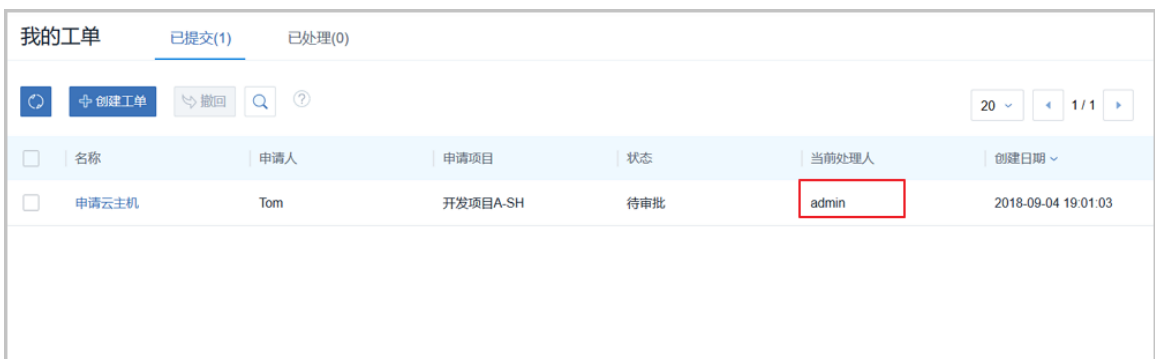 我的工单 已提交(1) 已处理(0)
创建工单 撤回 ? 20 1 / 1
名称 申请人 申请项目 状态 当前处理人 创建日期
申请云主机 Tom 开发项目A-SH 待审批 admin 2018-09-04 19:01:03